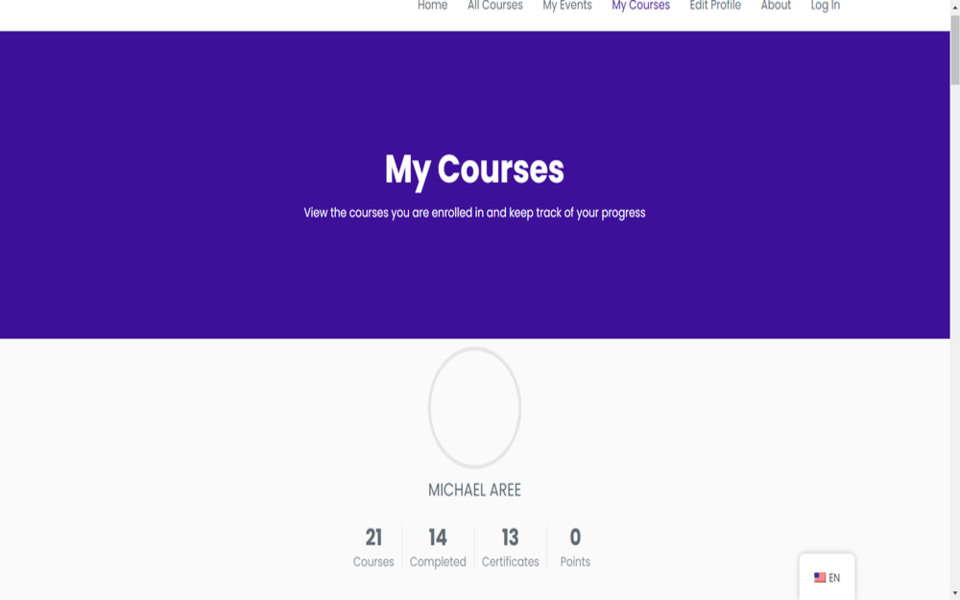 Home All Courses My Events My Courses Edit Profile About Log In
My Courses
View the courses you are enrolled in and keep track of your progress
MICHAEL AREE
21 14 13 0
Courses Completed Certificates Points
EN